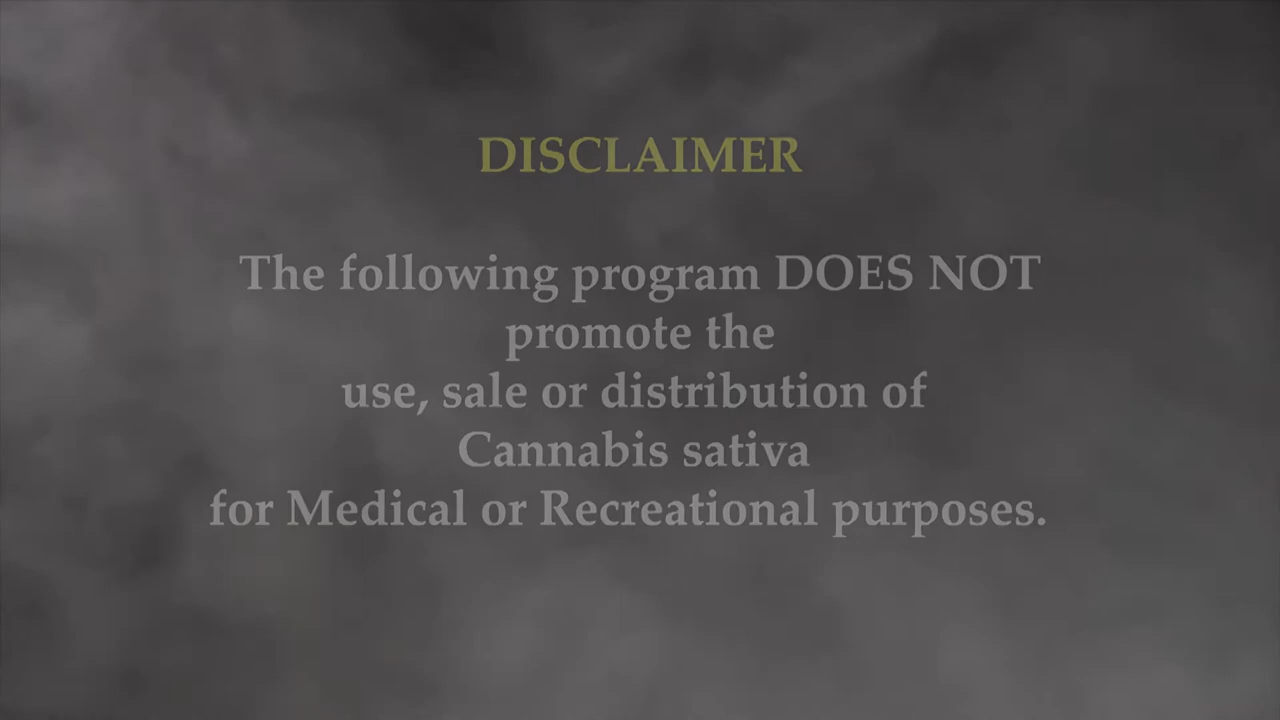 DISCLAIMER
The following program DOES NOT
promote the
use, sale or distribution of
Cannabis sativa
for Medical or Recreational purposes.